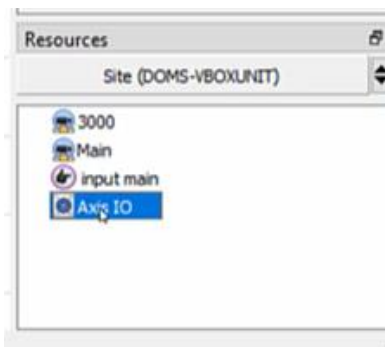 Resources
Site (DOMS-VBOXUNIT)
3000
Main
input main
Axis IO